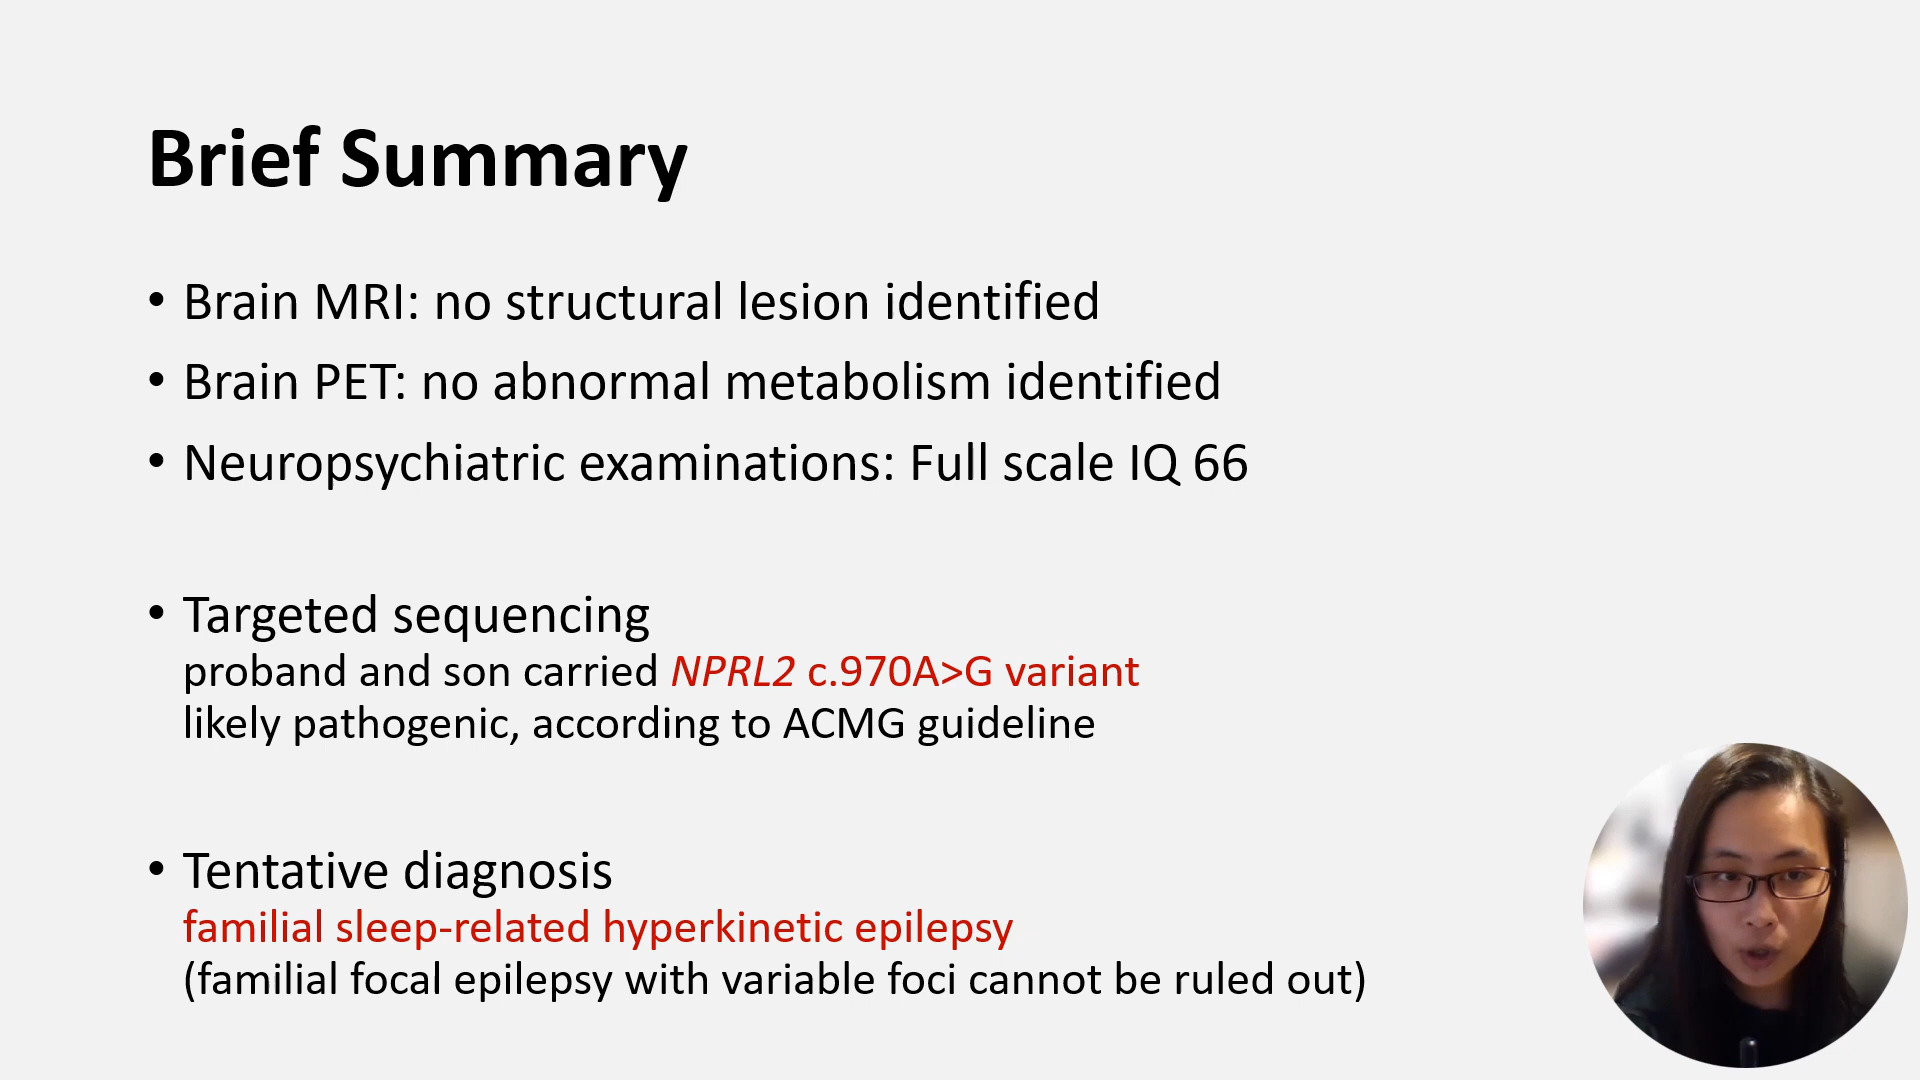 Brief Summary
• Brain MRI: no structural lesion identified
• Brain PET: no abnormal metabolism identified
• Neuropsychiatric examinations: Full scale IQ 66
• Targeted sequencing
proband and son carried NPRL2 c.970A>G variant
likely pathogenic, according to ACMG guideline
• Tentative diagnosis
familial sleep-related hyperkinetic epilepsy
(familial focal epilepsy with variable foci cannot be ruled out)